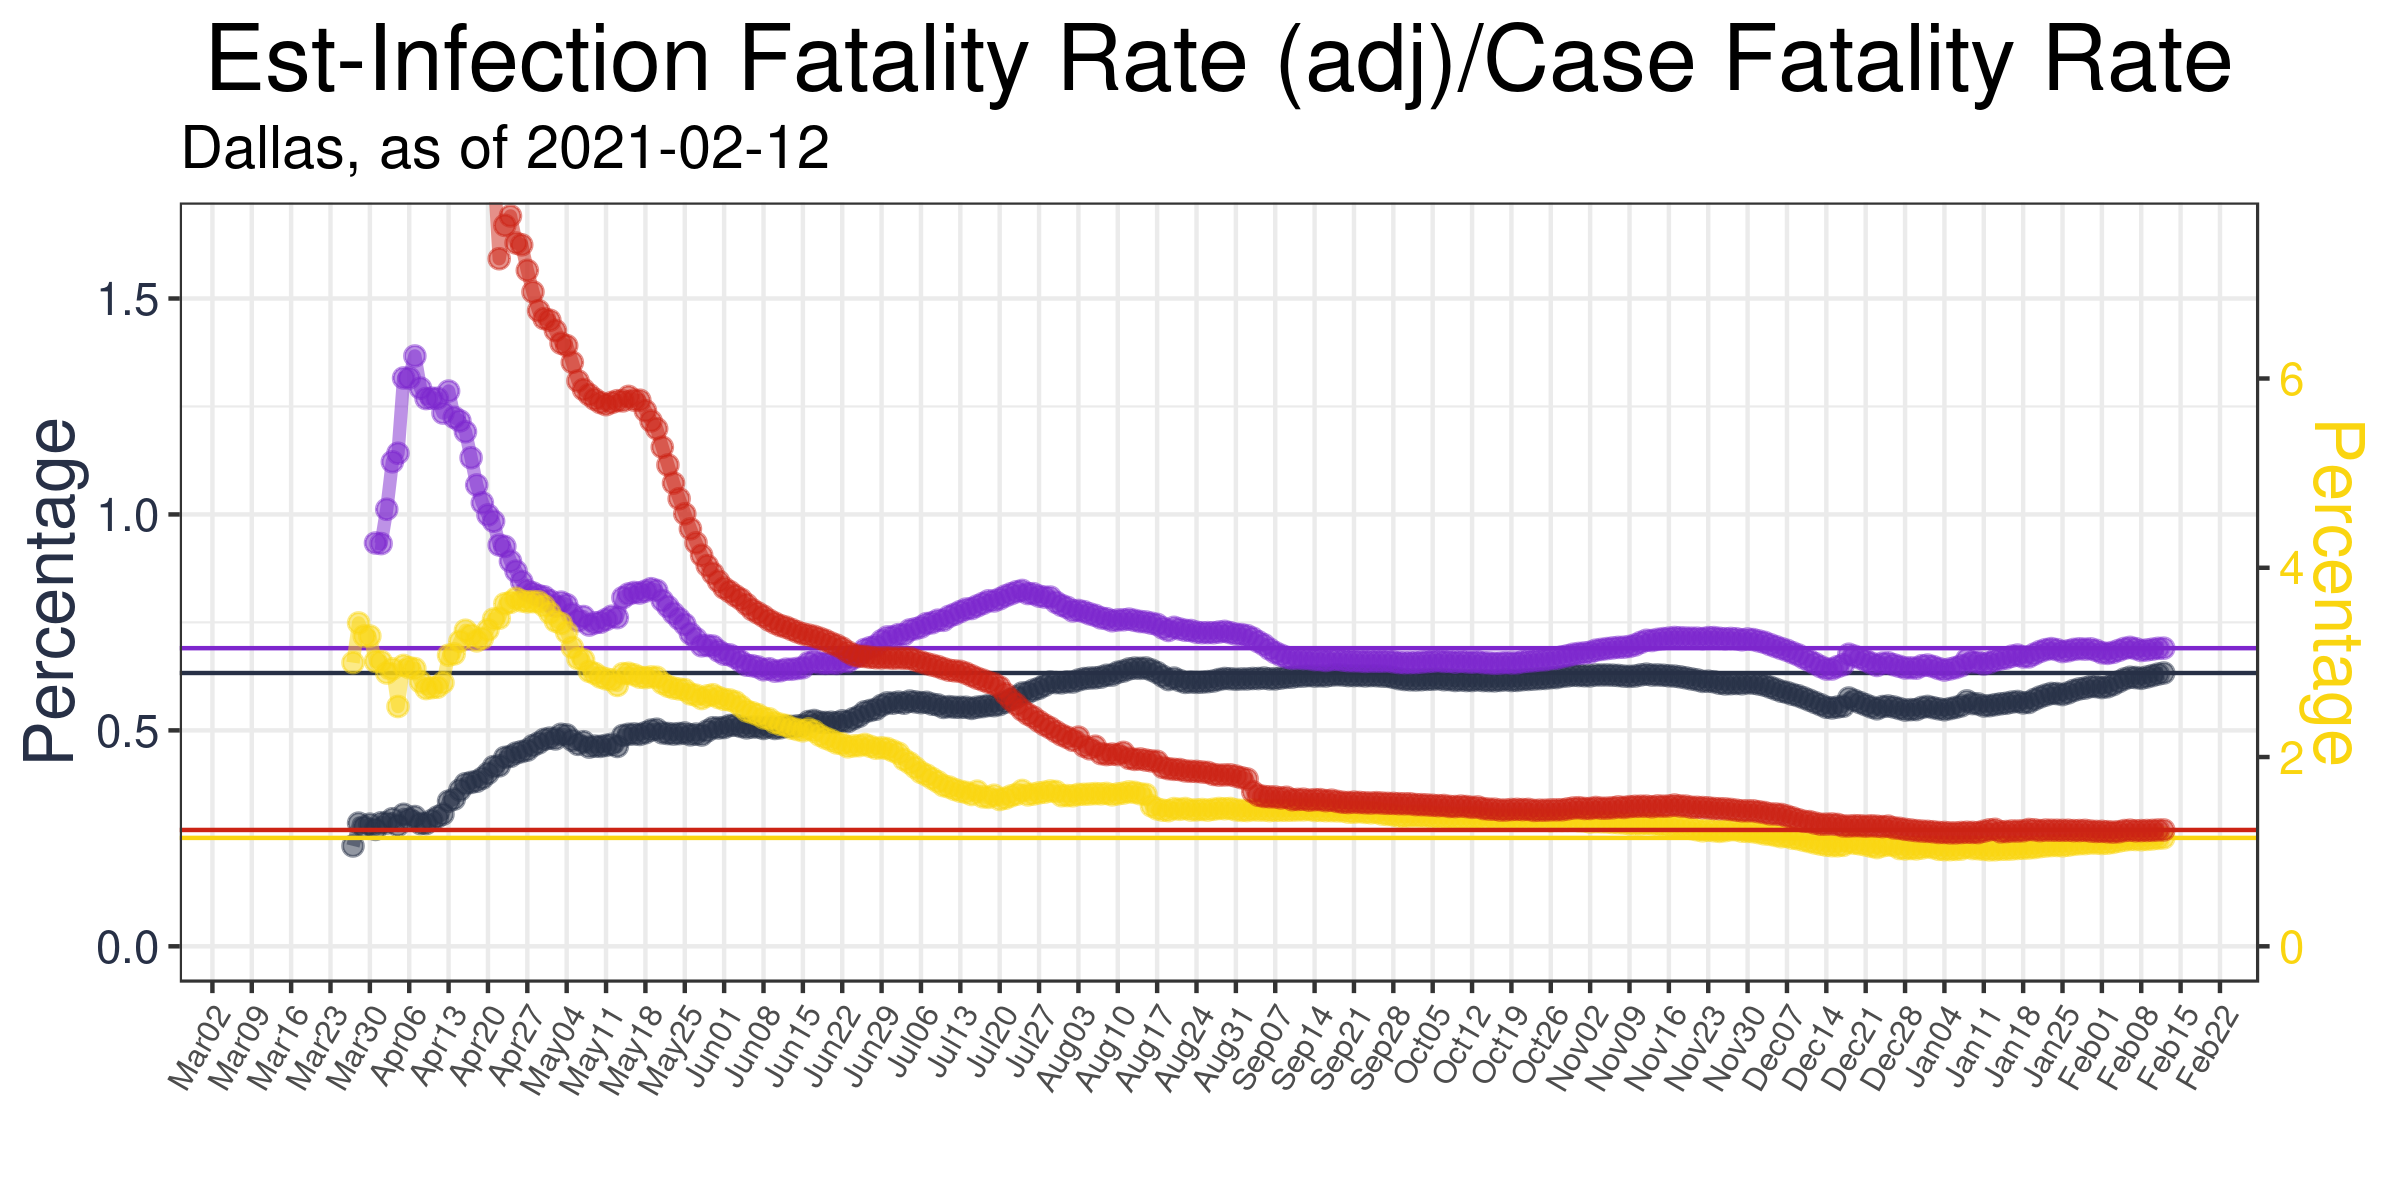 Est-Infection Fatality Rate (adj)/Case Fatality Rate
Dallas, as of 2021-02-12
Percentage
1.5
1.0
0.5
0.0
6
4
2
0
Percentage
Mar02
Mar09
Mar16
Mar23
Mar30
Apr06
Apr13
Apr20
Apr27
May04
May11
May18
May25
Jun01
Jun08
Jun15
Jun22
Jun29
Jul06
Jul13
Jul20
Jul27
Aug03
Aug10
Aug17
Aug24
Aug31
Sep07
Sep14
Sep21
Sep28
Oct05
Oct12
Oct19
Oct26
Nov02
Nov09
Nov16
Nov23
Nov30
Dec07
Dec14
Dec21
Dec28
Jan04
Jan11
Jan18
Jan25
Feb01
Feb08
Feb15
Feb22